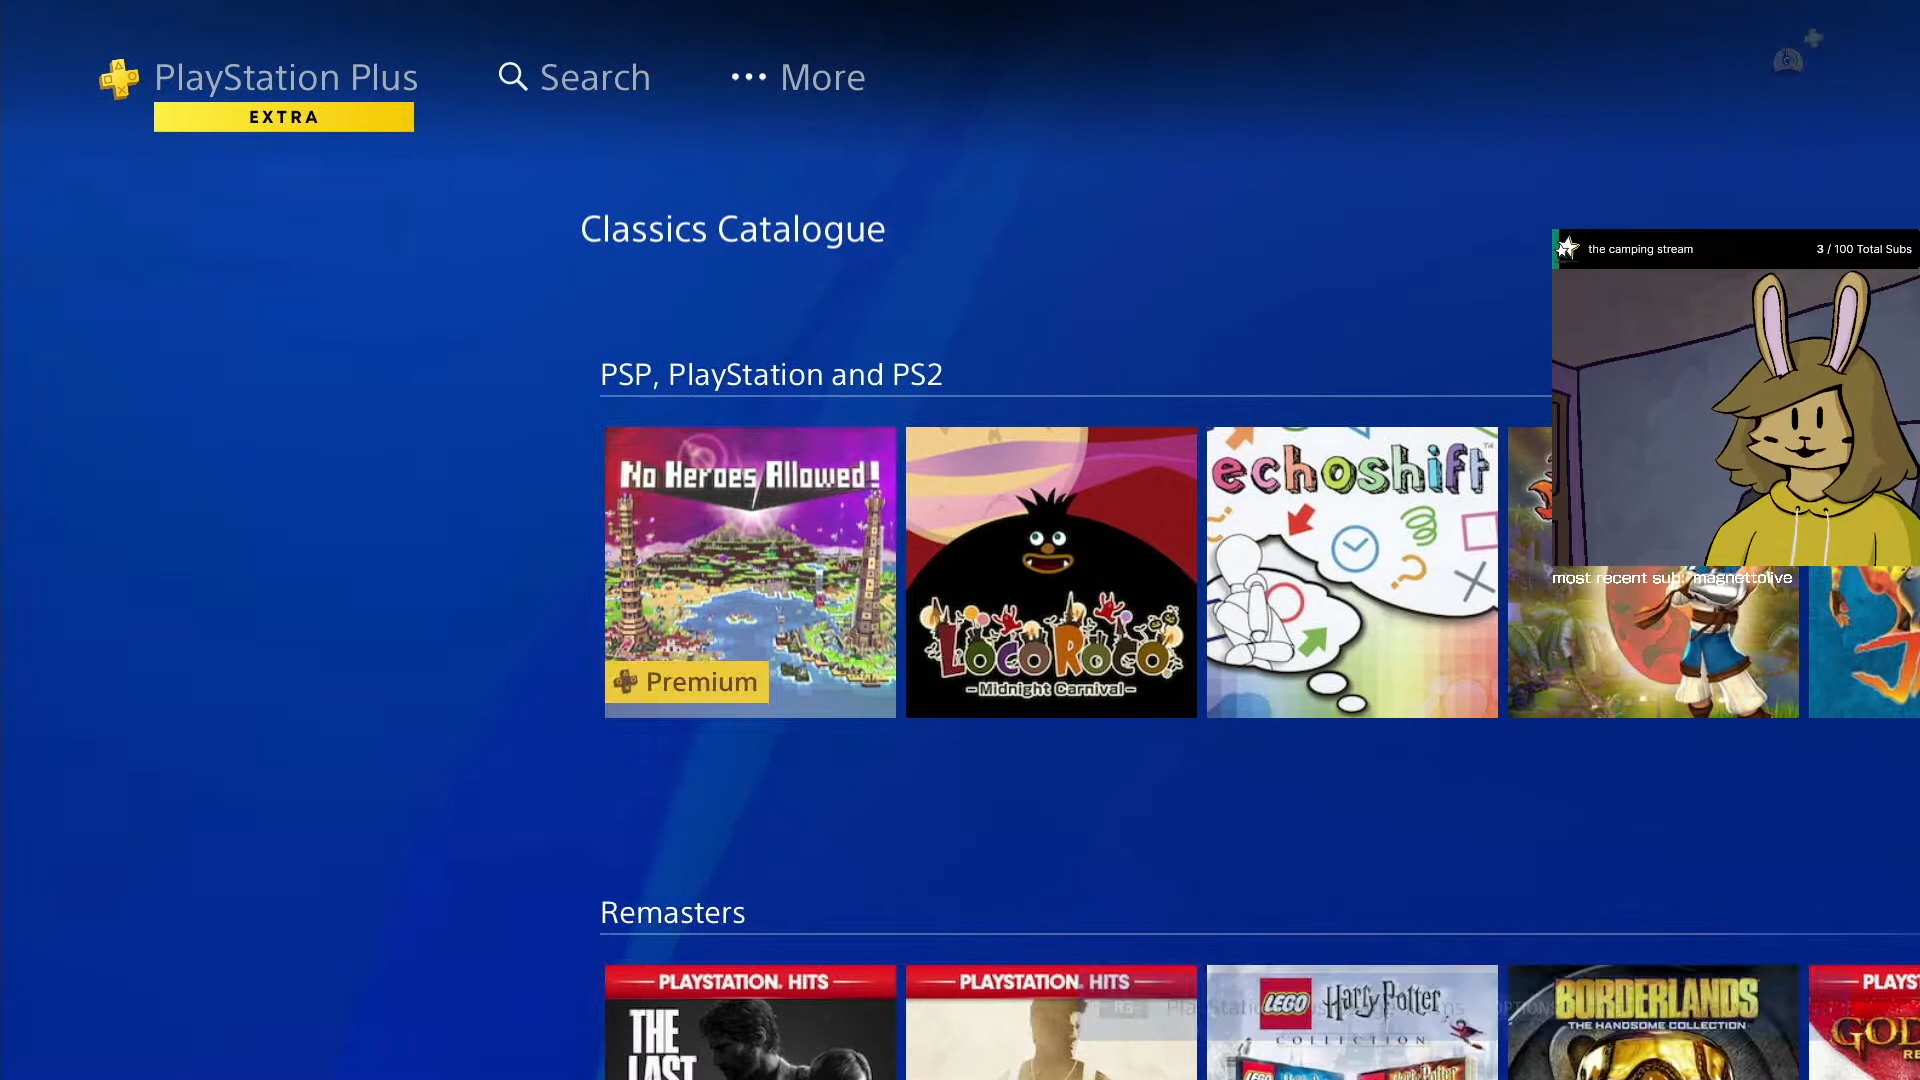 PlayStation Plus
Search
More
EXTRA
Classics Catalogue
the camping stream
3 / 100 Total Subs
PSP, PlayStation and PS2
No Heroes Allowed!
Premium
LocoRoco
-Midnight Carnival-
echoshift
most recent sub: magnettolive
Remasters
PLAYSTATION HITS
THE
LAST
PLAYSTATION HITS
LEGO Harry Potter
COLLECTION
BORDERLANDS
THE HANDSOME COLLECTION
GOD